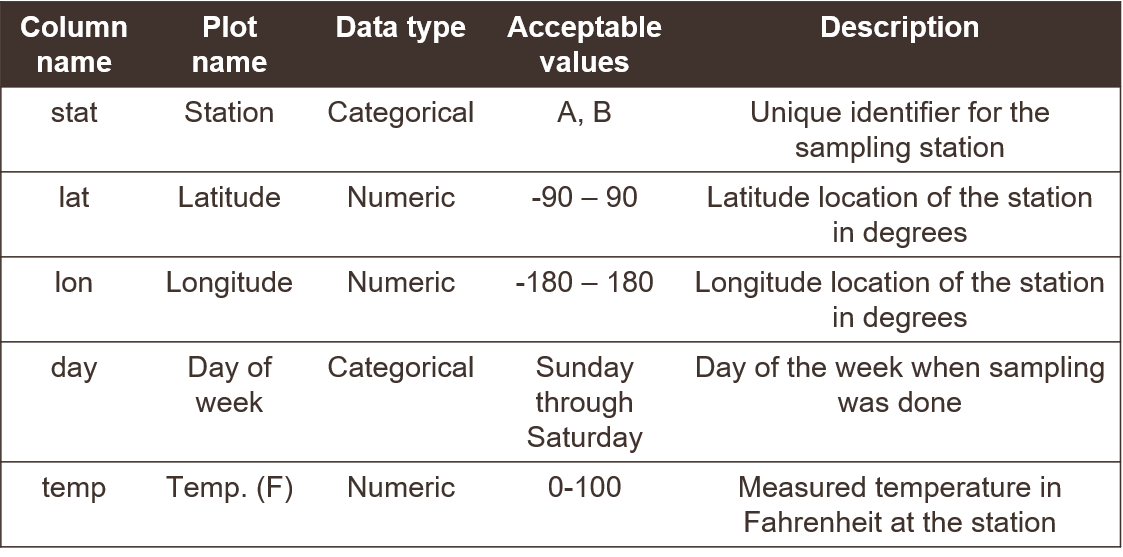 Column name Plot name Data type Acceptable values Description
stat Station Categorical A, B Unique identifier for the sampling station
lat Latitude Numeric -90 – 90 Latitude location of the station in degrees
lon Longitude Numeric -180 – 180 Longitude location of the station in degrees
day Day of week Categorical Sunday through Saturday Day of the week when sampling was done
temp Temp. (F) Numeric 0-100 Measured temperature in Fahrenheit at the station